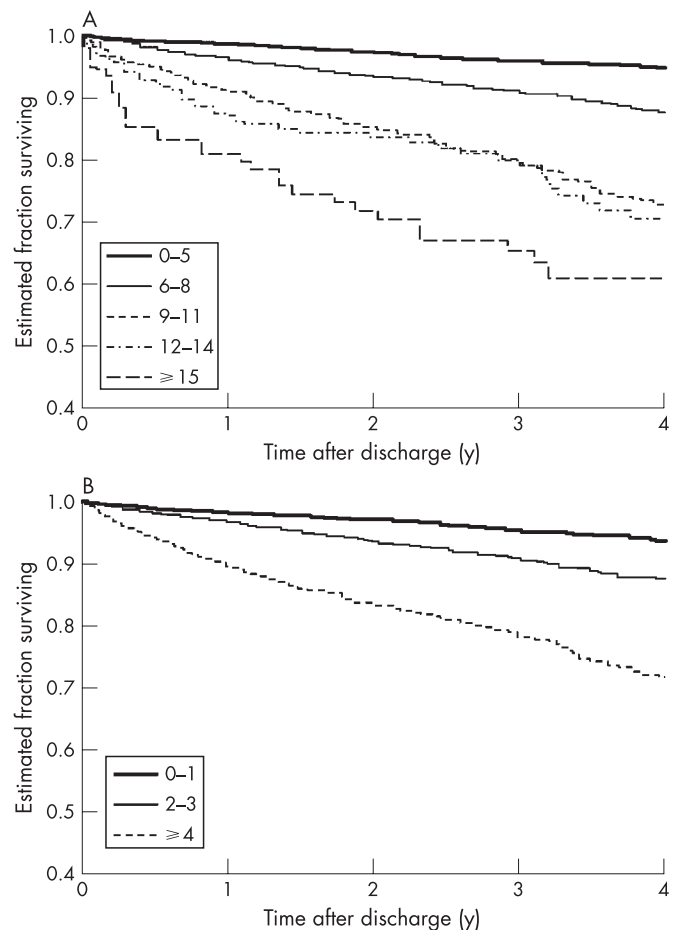 A
1.0
0.9
0.8
0.7
0.6
0.5
0.4
Estimated fraction surviving
0–5
6–8
9–11
12–14
⩾ 15
0 1 2 3 4
Time after discharge (y)
B
1.0
0.9
0.8
0.7
0.6
0.5
0.4
Estimated fraction surviving
0–1
2–3
⩾ 4
0 1 2 3 4
Time after discharge (y)